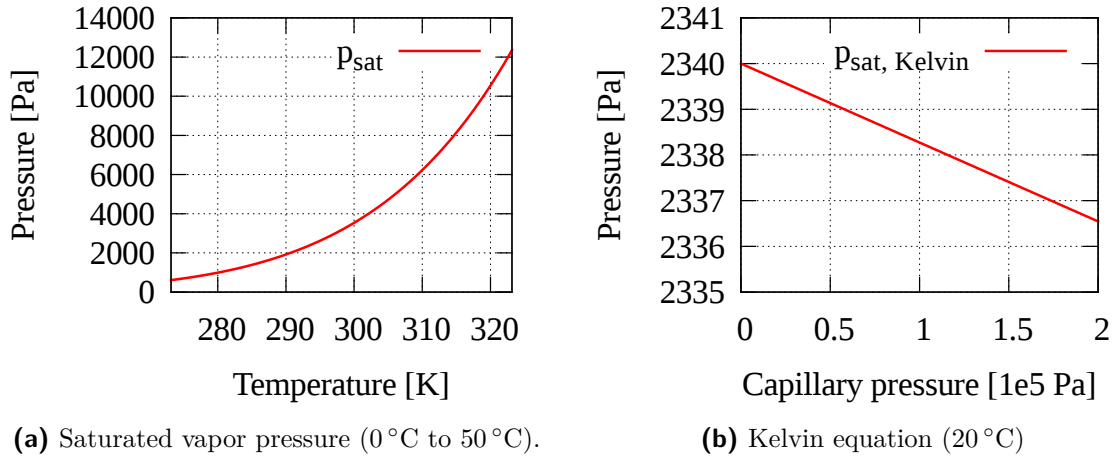 Pressure [Pa]
14000
12000
10000
8000
6000
4000
2000
0
p_sat
280 290 300 310 320
Temperature [K]
(a) Saturated vapor pressure (0 °C to 50 °C).
Pressure [Pa]
2341
2340
2339
2338
2337
2336
2335
p_sat, Kelvin
0 0.5 1 1.5 2
Capillary pressure [1e5 Pa]
(b) Kelvin equation (20 °C)